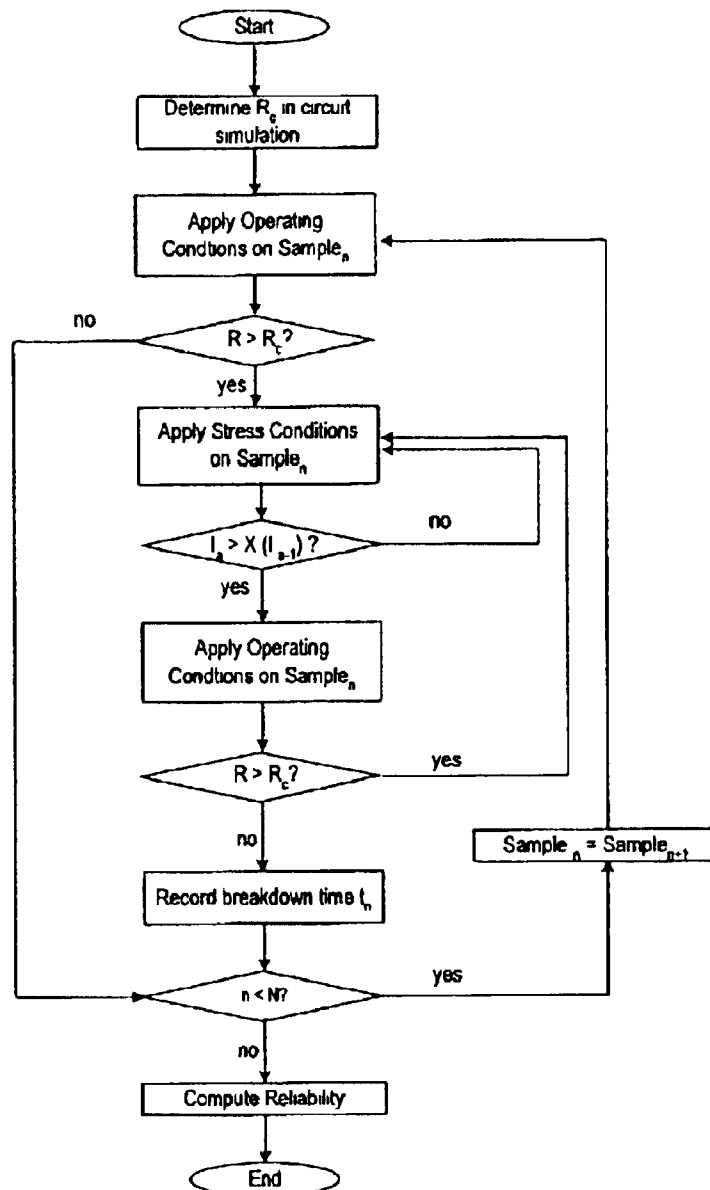 Start
Determine R_c in circuit
simulation
Apply Operating
Condtions on Sample_n
no
R > R_c?
yes
Apply Stress Conditions
on Sample_n
no
I_a > X (I_a-1) ?
yes
Apply Operating
Condtions on Sample_n
R > R_c?
yes
no
Sample_n = Sample_n+1
Record breakdown time t_n
n < N?
yes
no
Compute Reliability
End